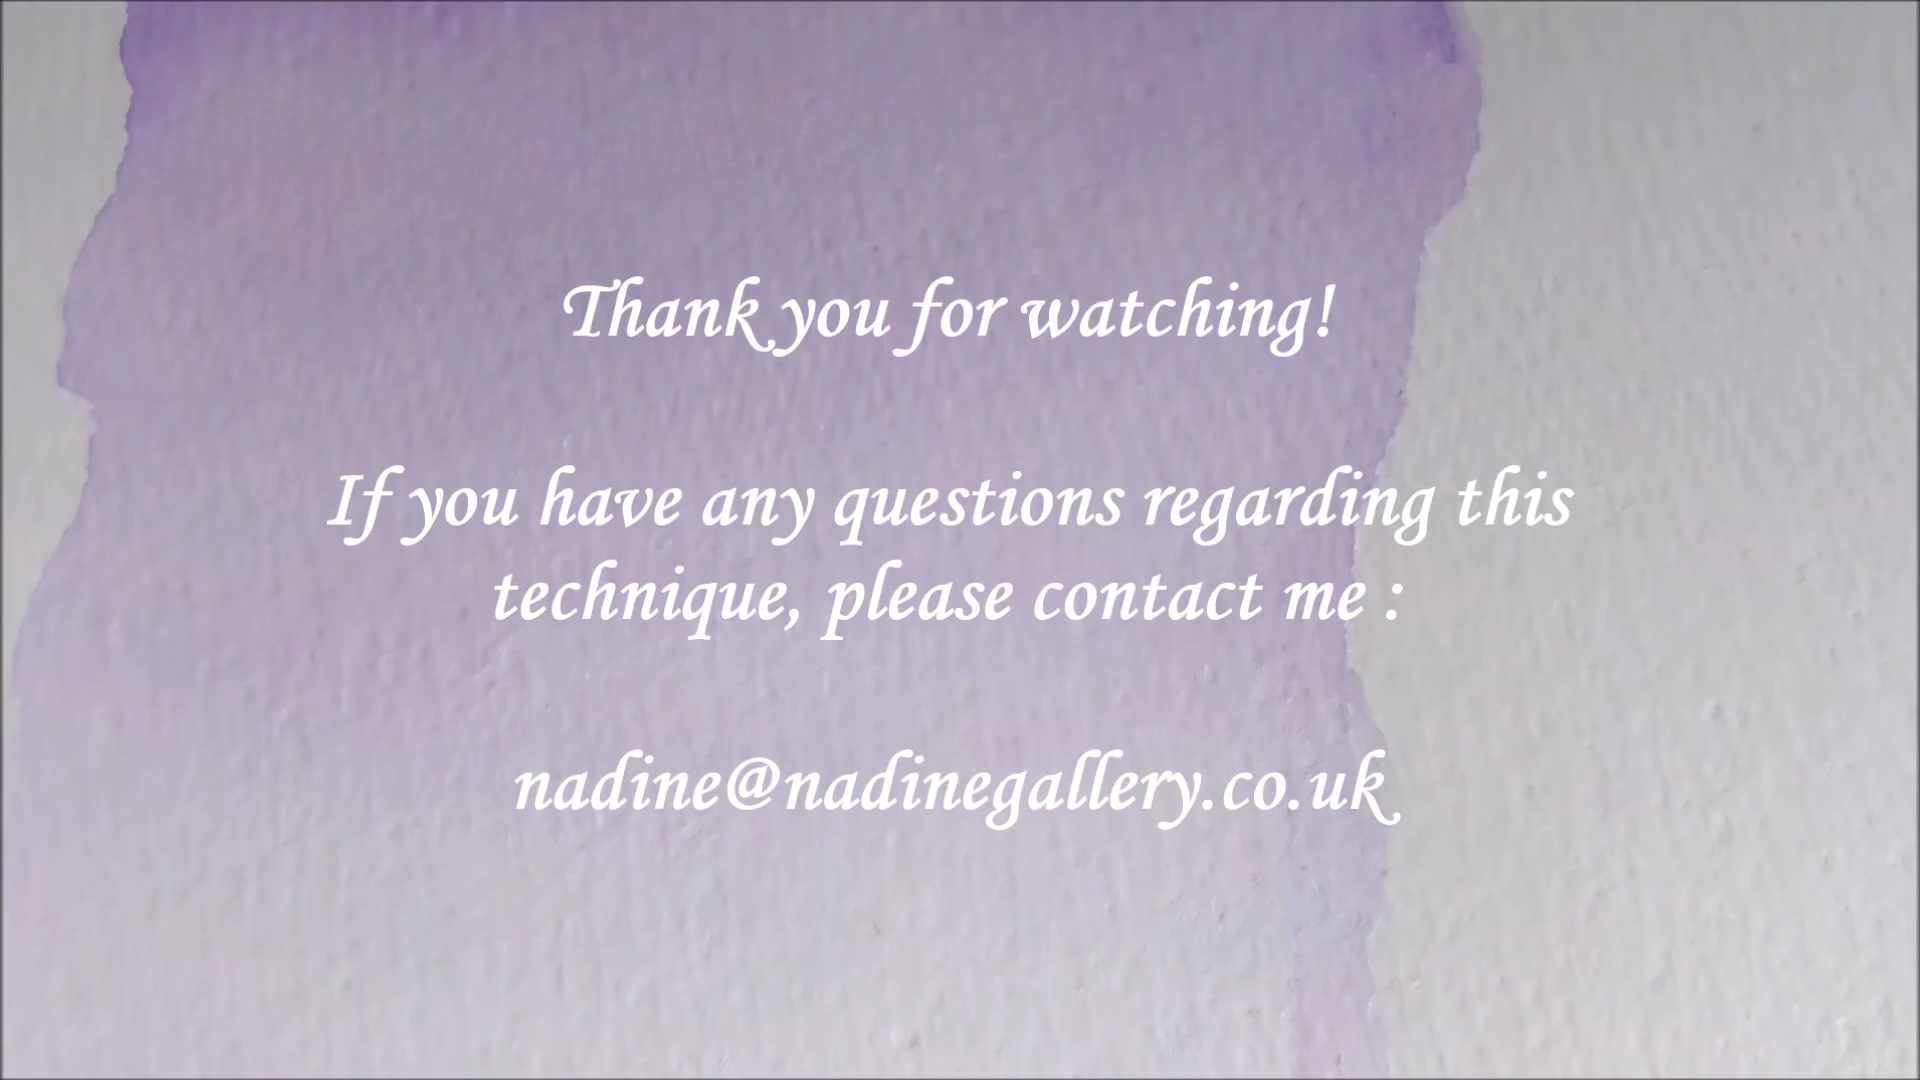 Thank you for watching!
If you have any questions regarding this
technique, please contact me :
nadine@nadinegallery.co.uk